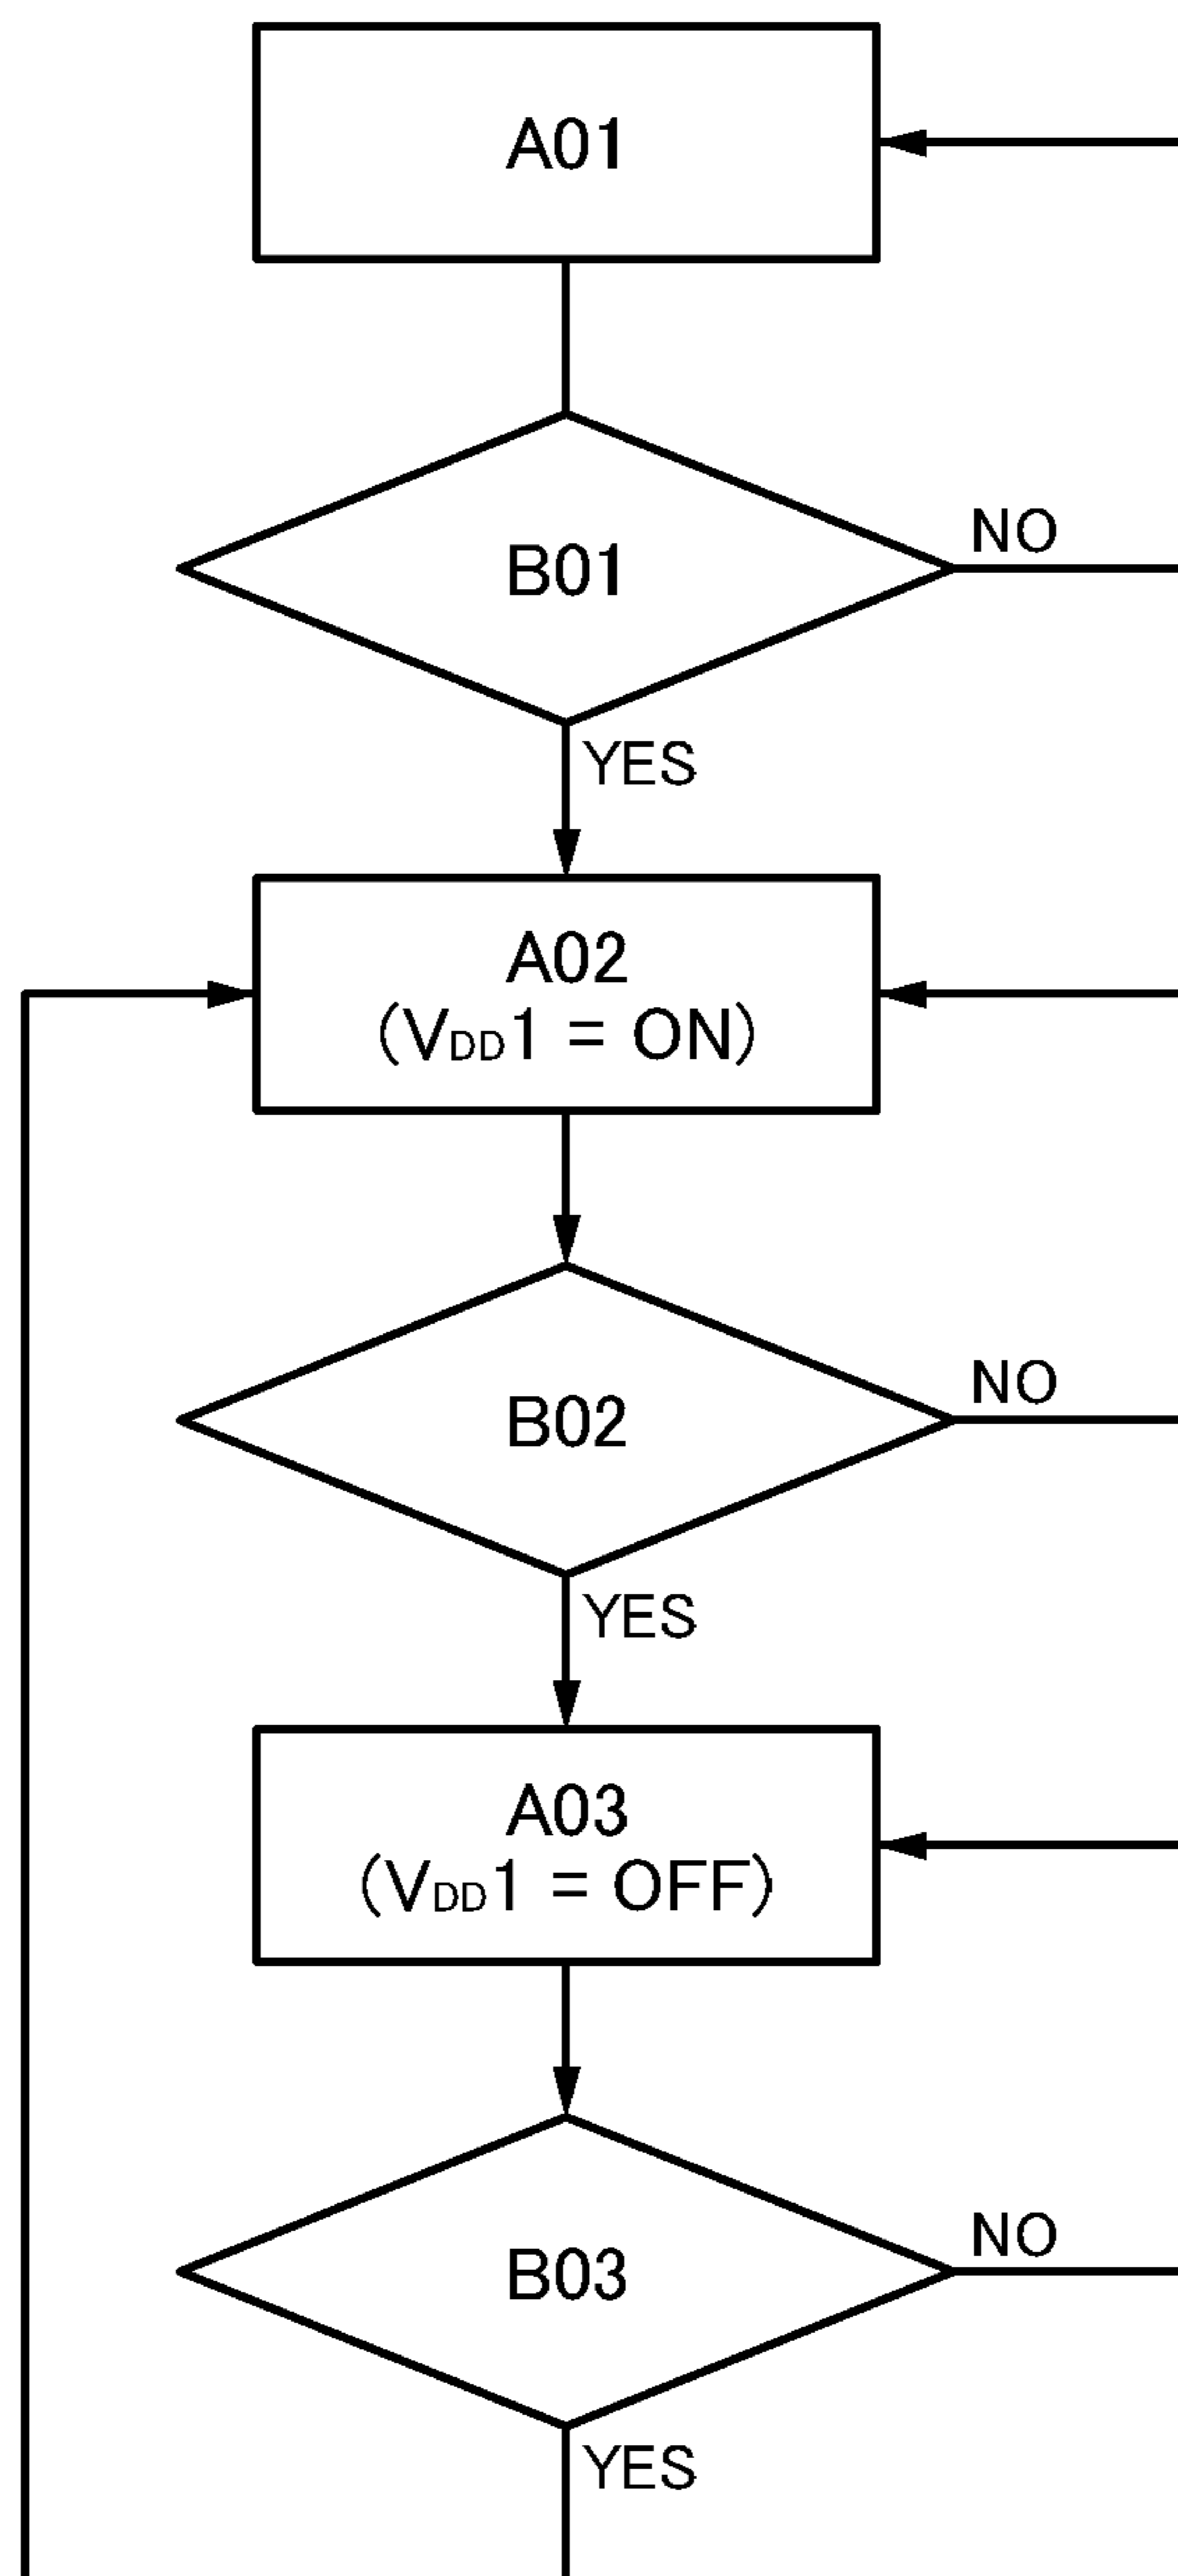 A01
B01
NO
YES
A02
(VDD1 = ON)
B02
NO
YES
A03
(VDD1 = OFF)
B03
NO
YES